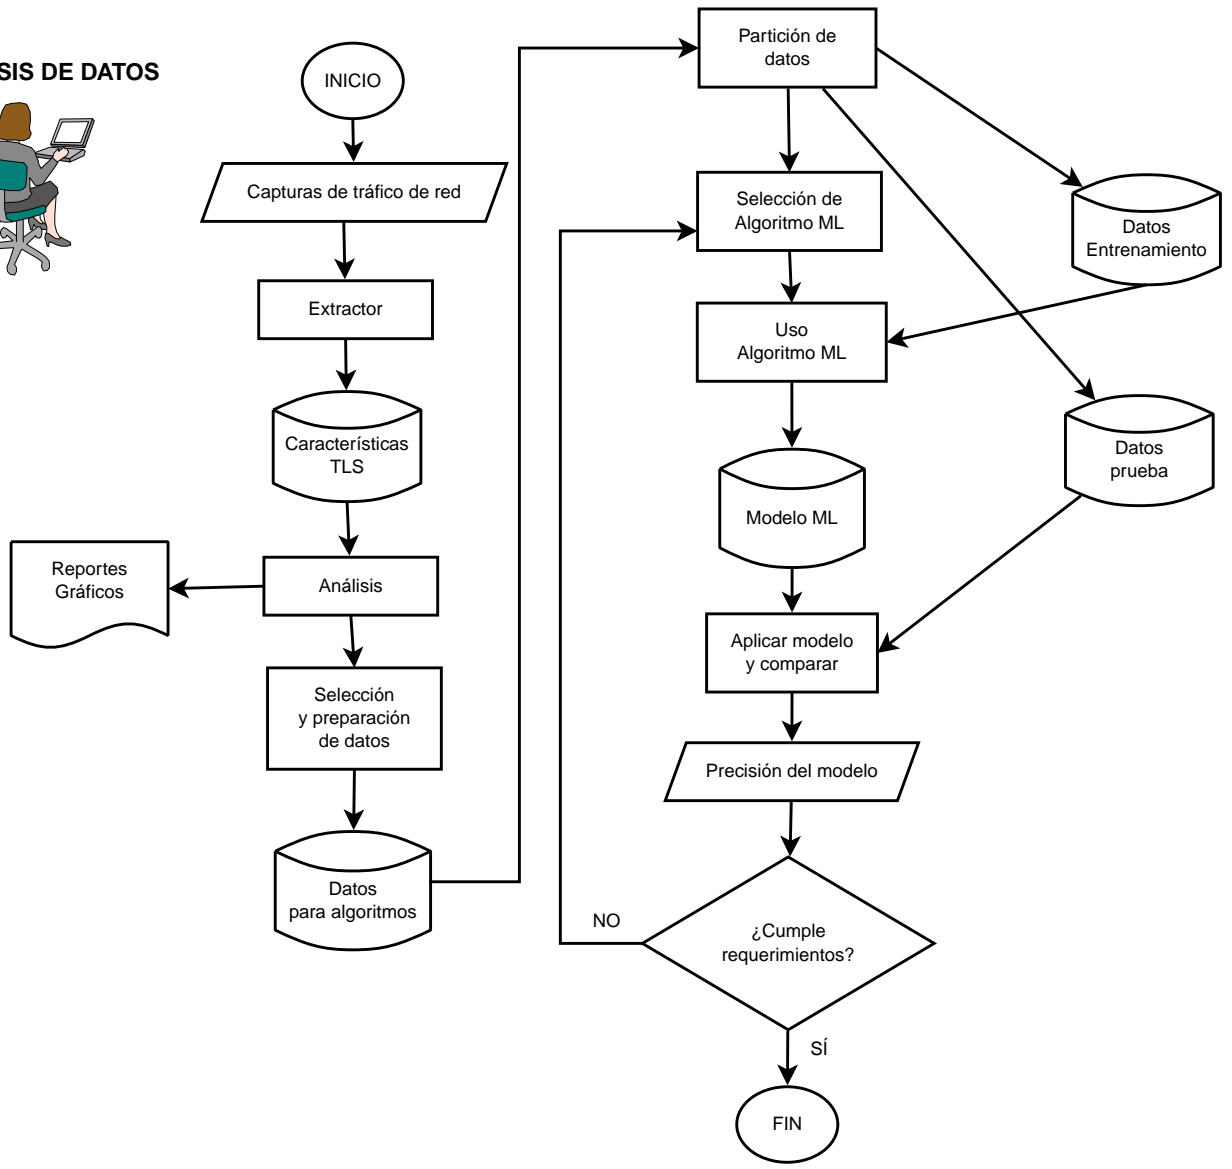 SIS DE DATOS
INICIO
Capturas de tráfico de red
Extractor
Características
TLS
Análisis
Reportes
Gráficos
Selección
y preparación
de datos
Datos
para algoritmos
Partición de
datos
Selección de
Algoritmo ML
Datos
Entrenamiento
Uso
Algoritmo ML
Datos
prueba
Modelo ML
Aplicar modelo
y comparar
Precisión del modelo
¿Cumple
requerimientos?
NO
SÍ
FIN